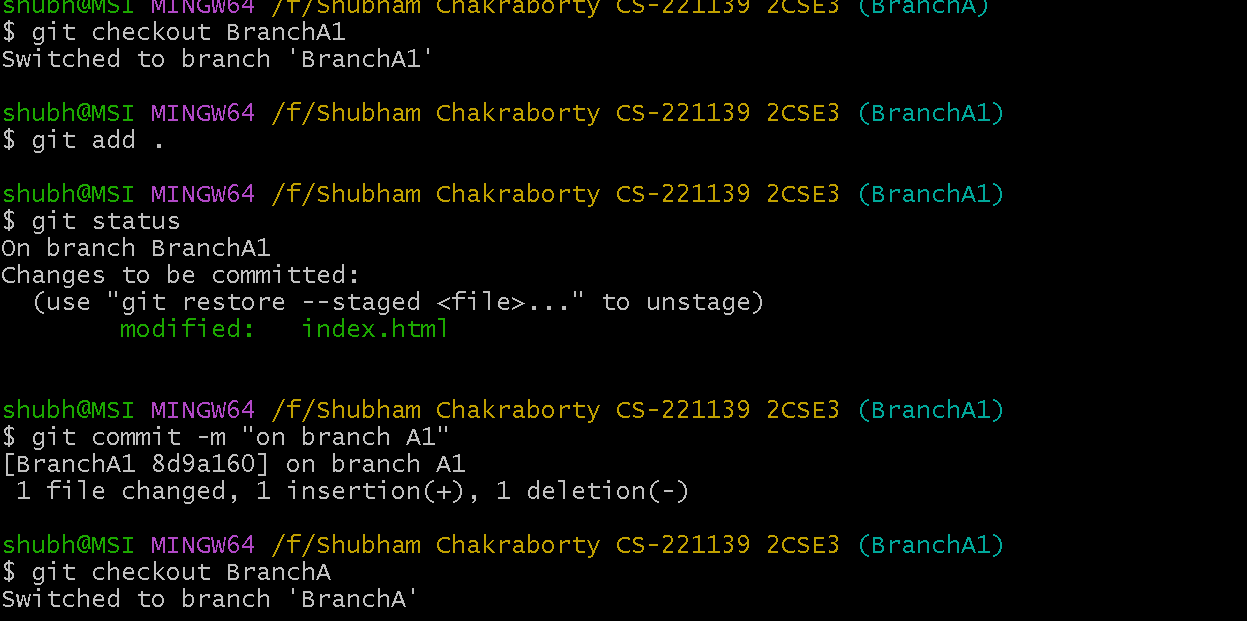 shubh@MSI MINGW64 /f/Shubham Chakraborty CS-221139 2CSE3 (BranchA)
$ git checkout BranchA1
Switched to branch 'BranchA1'
shubh@MSI MINGW64 /f/Shubham Chakraborty CS-221139 2CSE3 (BranchA1)
$ git add .
shubh@MSI MINGW64 /f/Shubham Chakraborty CS-221139 2CSE3 (BranchA1)
$ git status
On branch BranchA1
Changes to be committed:
  (use "git restore --staged <file>..." to unstage)
        modified:   index.html
shubh@MSI MINGW64 /f/Shubham Chakraborty CS-221139 2CSE3 (BranchA1)
$ git commit -m "on branch A1"
[BranchA1 8d9a160] on branch A1
 1 file changed, 1 insertion(+), 1 deletion(-)
shubh@MSI MINGW64 /f/Shubham Chakraborty CS-221139 2CSE3 (BranchA1)
$ git checkout BranchA
Switched to branch 'BranchA'